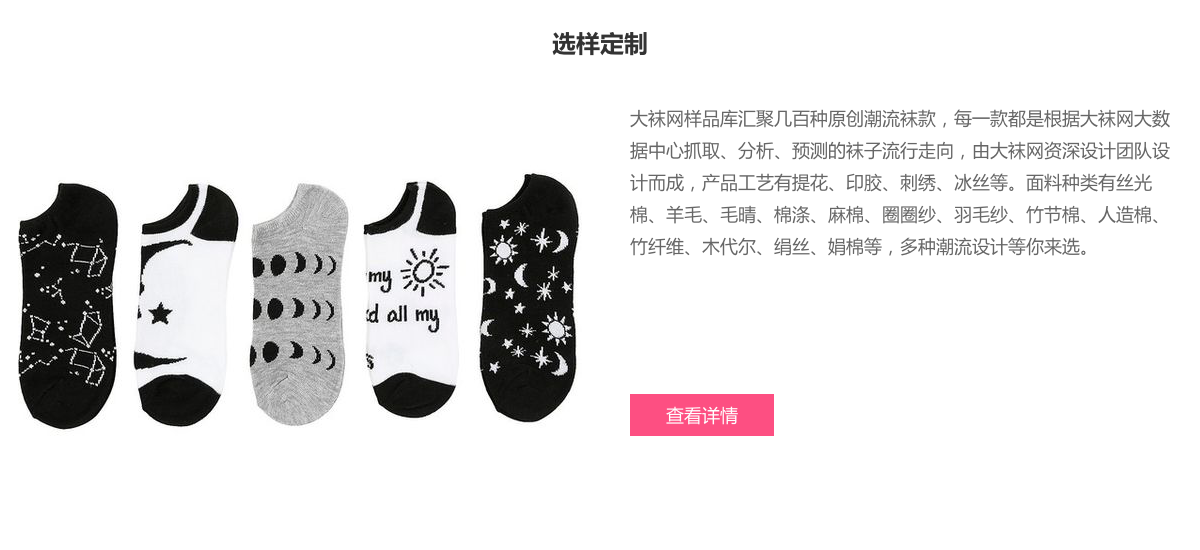 选样定制
大袜网样品库汇聚几百种原创潮流袜款，每一款都是根据大袜网大数
据中心抓取、分析、预测的袜子流行走向，由大袜网资深设计团队设
计而成，产品工艺有提花、印胶、刺绣、冰丝等。面料种类有丝光
棉、羊毛、毛晴、棉涤、麻棉、圈圈纱、羽毛纱、竹节棉、人造棉、
竹纤维、木代尔、绢丝、娟棉等，多种潮流设计等你来选。
my
all my
查看详情